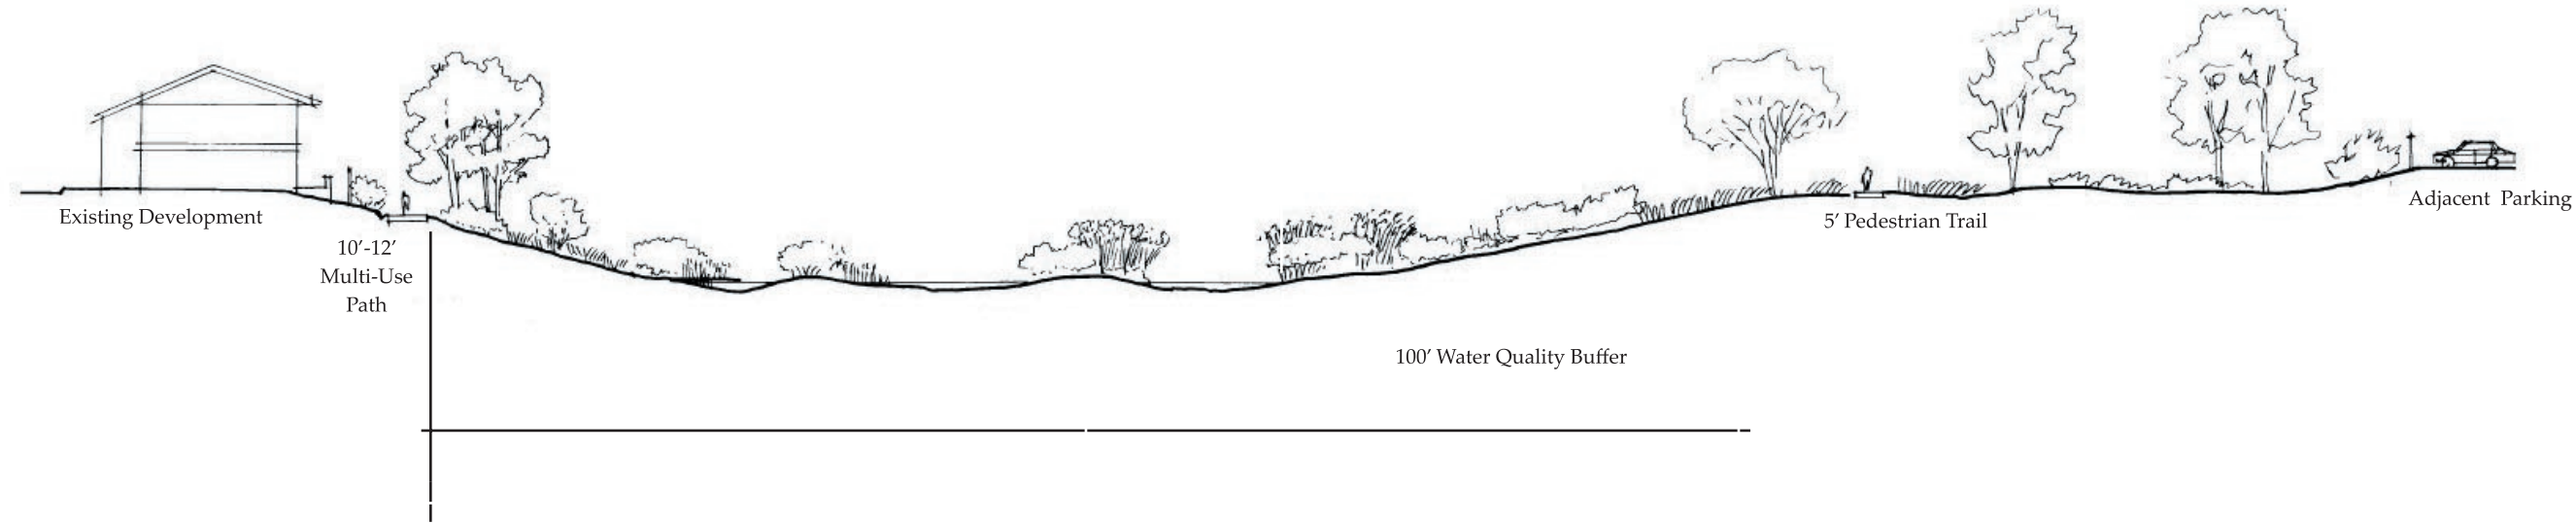 Existing Development
10’-12’
Multi-Use
Path
100’ Water Quality Buffer
5’ Pedestrian Trail
Adjacent Parking